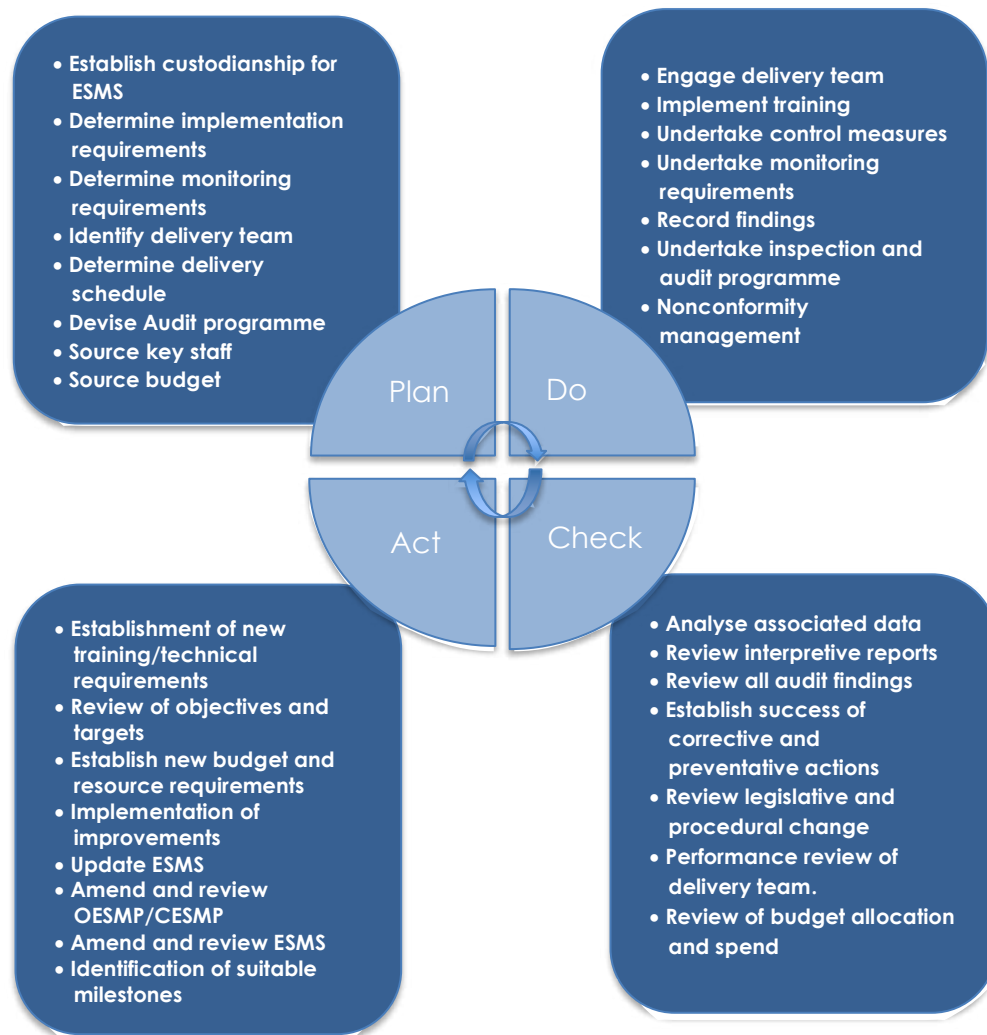 • Establish custodianship for
ESMS
• Determine implementation
requirements
• Determine monitoring
requirements
• Identify delivery team
• Determine delivery
schedule
• Devise Audit programme
• Source key staff
• Source budget
• Engage delivery team
• Implement training
• Undertake control measures
• Undertake monitoring
requirements
• Record findings
• Undertake inspection and
audit programme
• Nonconformity
management
Plan
Do
Act
Check
• Establishment of new
training/technical
requirements
• Review of objectives and
targets
• Establish new budget and
resource requirements
• Implementation of
improvements
• Update ESMS
• Amend and review
OESMP/CESMP
• Amend and review ESMS
• Identification of suitable
milestones
• Analyse associated data
• Review interpretive reports
• Review all audit findings
• Establish success of
corrective and
preventative actions
• Review legislative and
procedural change
• Performance review of
delivery team.
• Review of budget allocation
and spend